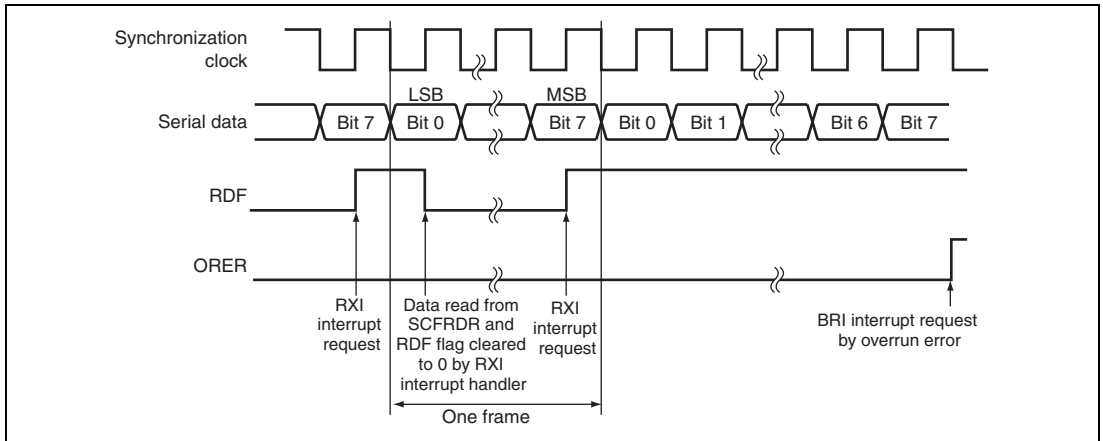 Synchronization
clock
LSB
MSB
Serial data
Bit 7
Bit 0
Bit 7
Bit 0
Bit 1
Bit 6
Bit 7
RDF
ORER
RXI
interrupt
request
Data read from
SCFRDR and
RDF flag cleared
to 0 by RXI
interrupt handler
RXI
interrupt
request
BRI interrupt request
by overrun error
One frame